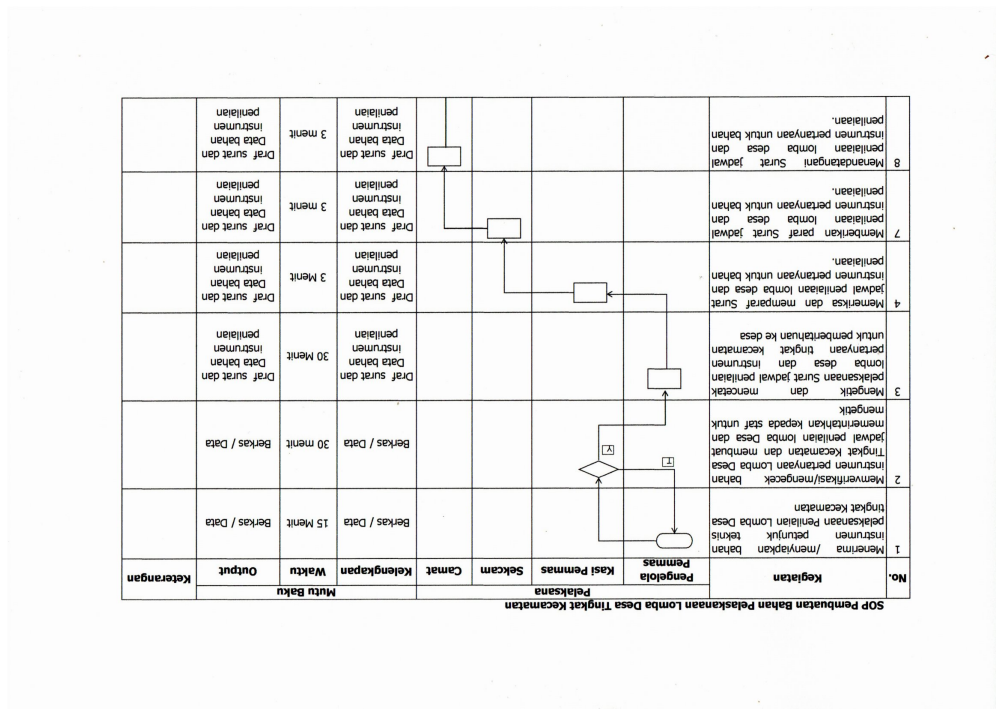 SOP Pembuatan Bahan Pelaskanaan Lomba Desa Tingkat Kecamatan
No.
Kegiatan
Pelaksana
Mutu Baku
Keterangan
Pengelola
Pemmas
Kasi Pemmas
Sekcam
Camat
Kelengkapan
Waktu
Output
1
Menerima /menyiapkan bahan
instrumen petunjuk teknis
pelaksanaan Penilaian Lomba Desa
tingkat Kecamatan
Berkas / Data
15 Menit
Berkas / Data
2
Memverifikasi/mengecek bahan
instrumen pertanyaan Lomba Desa
Tingkat Kecamatan dan membuat
jadwal penilaian lomba Desa dan
memerintahkan kepada staf untuk
mengetik
T
Y
Berkas / Data
30 menit
Berkas / Data
3
Mengetik dan mencetak
pelaksanaan Surat jadwal penilaian
lomba desa dan instrumen
pertanyaan tingkat kecamatan
untuk pemberitahuan ke desa
Draf surat dan
Data bahan
instrumen
penilaian
30 Menit
Draf surat dan
Data bahan
instrumen
penilaian
4
Memeriksa dan memparaf Surat
jadwal penilaian lomba desa dan
instrumen pertanyaan untuk bahan
penilaian.
Draf surat dan
Data bahan
instrumen
penilaian
3 Menit
Draf surat dan
Data bahan
instrumen
penilaian
7
Memberikan paraf Surat jadwal
penilaian lomba desa dan
instrumen pertanyaan untuk bahan
penilaian.
Draf surat dan
Data bahan
instrumen
penilaian
3 menit
Draf surat dan
Data bahan
instrumen
penilaian
8
Menandatangani Surat jadwal
penilaian lomba desa dan
instrumen pertanyaan untuk bahan
penilaian.
Draf surat dan
Data bahan
instrumen
penilaian
3 menit
Draf surat dan
Data bahan
instrumen
penilaian